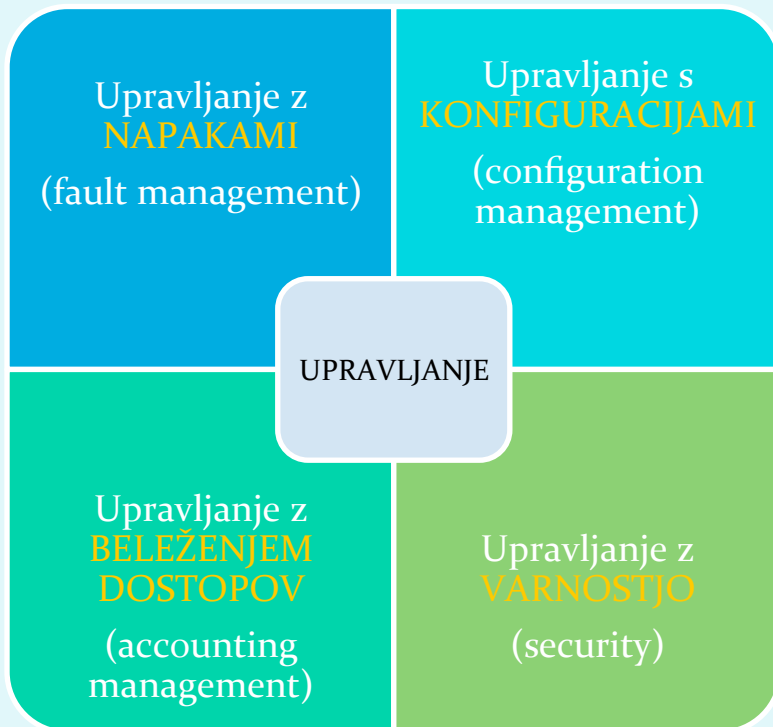 Upravljanje z
NAPAKAMI
(fault management)
Upravljanje s
KONFIGURACIJAMI
(configuration
management)
UPRAVLJANJE
Upravljanje z
BELEŽENJEM
DOSTOPOV
(accounting
management)
Upravljanje z
VARNOSTJO
(security)